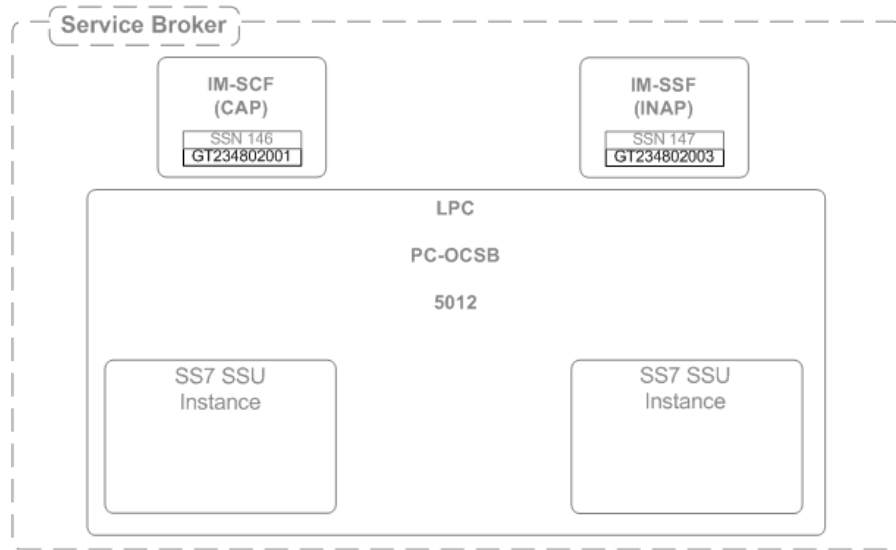 Service Broker
IM-SCF
(CAP)
SSN 146
GT234802001
IM-SSF
(INAP)
SSN 147
GT234802003
LPC
PC-OCSB
5012
SS7 SSU
Instance
SS7 SSU
Instance